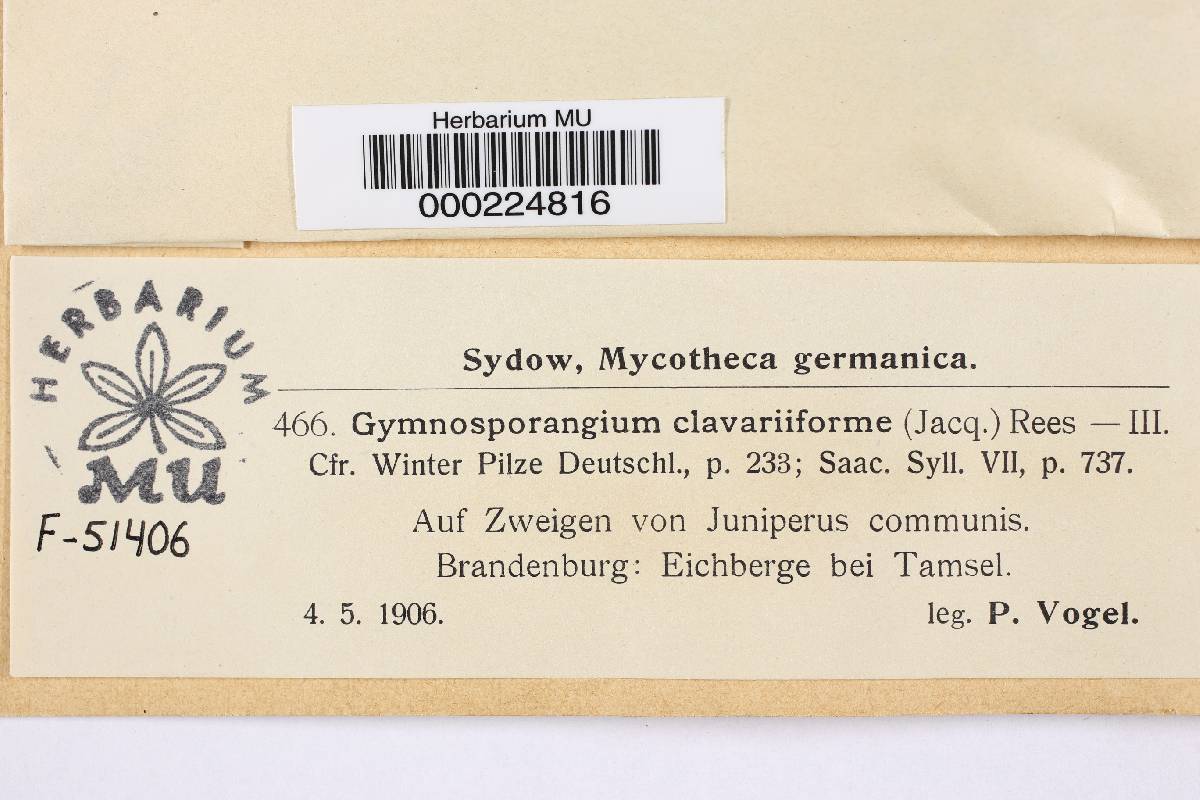 Herbarium MU
000224816
HERBARIUM
MU
F-51406
Sydow, Mycotheca germanica.
466. Gymnosporangium clavariiforme (Jacq.) Rees — III.
Cfr. Winter Pilze Deutschl., p. 233; Saac. Syll. VII, p. 737.
Auf Zweigen von Juniperus communis.
Brandenburg: Eichberge bei Tamsel.
4. 5. 1906. leg. P. Vogel.